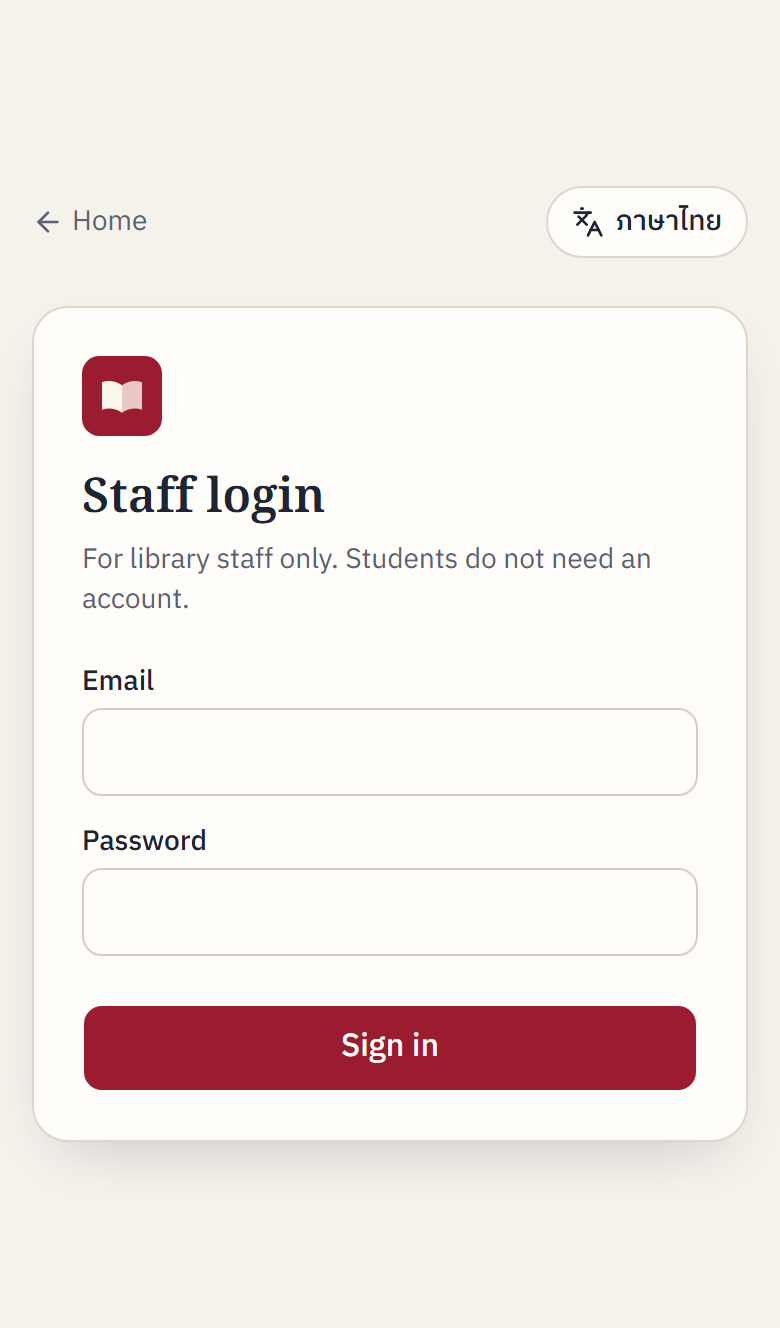 Home
ภาษาไทย
Staff login
For library staff only. Students do not need an
account.
Email
Password
Sign in